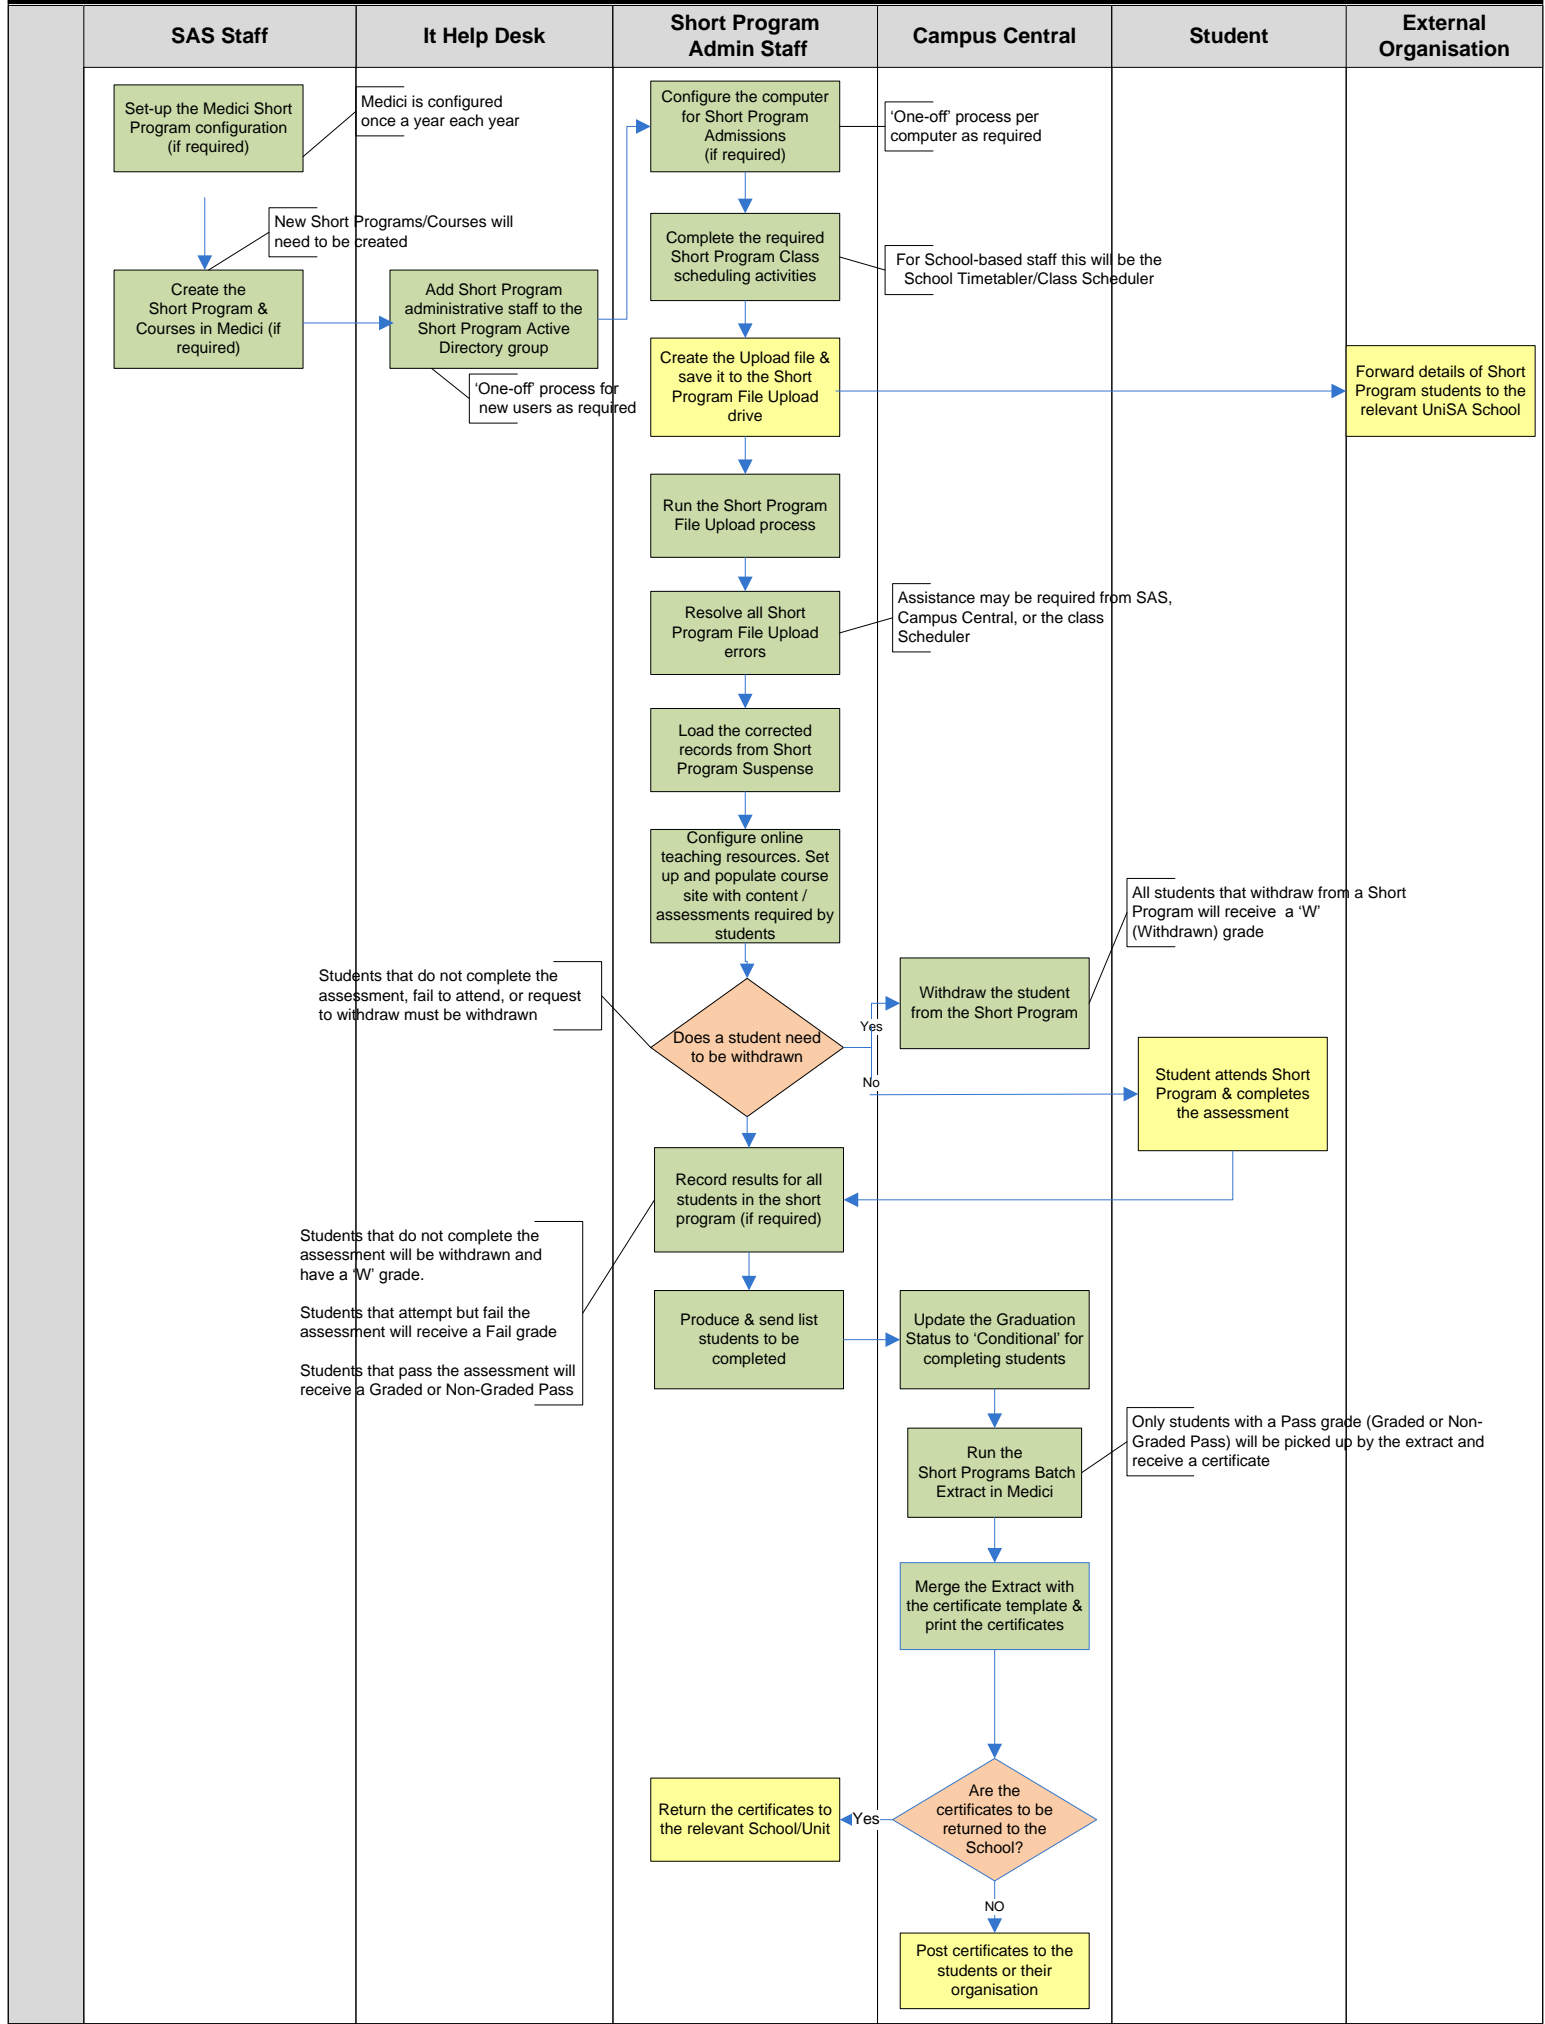 SAS Staff
It Help Desk
Short Program
Admin Staff
Campus Central
Student
External
Organisation
Set-up the Medici Short
Program configuration
(if required)
Medici is configured
once a year each year
Configure the computer
for Short Program
Admissions
(if required)
‘One-off’ process per
computer as required
New Short Programs/Courses will
need to be created
Complete the required
Short Program Class
scheduling activities
For School-based staff this will be the
School Timetabler/Class Scheduler
Create the
Short Program &
Courses in Medici (if
required)
Add Short Program
administrative staff to the
Short Program Active
Directory group
‘One-off’ process for
new users as required
Create the Upload file &
save it to the Short
Program File Upload
drive
Forward details of Short
Program students to the
relevant UniSA School
Run the Short Program
File Upload process
Resolve all Short
Program File Upload
errors
Assistance may be required from SAS,
Campus Central, or the class
Scheduler
Load the corrected
records from Short
Program Suspense
Configure online
teaching resources. Set
up and populate course
site with content /
assessments required by
students
All students that withdraw from a Short
Program will receive  a ‘W’
(Withdrawn) grade
Students that do not complete the
assessment, fail to attend, or request
to withdraw must be withdrawn
Does a student need
to be withdrawn
Yes
No
Withdraw the student
from the Short Program
Student attends Short
Program & completes
the assessment
Record results for all
students in the short
program (if required)
Students that do not complete the
assessment will be withdrawn and
have a ‘W’ grade.
Students that attempt but fail the
assessment will receive a Fail grade
Students that pass the assessment will
receive a Graded or Non-Graded Pass
Produce & send list
students to be
completed
Update the Graduation
Status to ‘Conditional’ for
completing students
Run the
Short Programs Batch
Extract in Medici
Only students with a Pass grade (Graded or Non-
Graded Pass) will be picked up by the extract and
receive a certificate
Merge the Extract with
the certificate template &
print the certificates
Are the
certificates to be
returned to the
School?
Yes
Return the certificates to
the relevant School/Unit
NO
Post certificates to the
students or their
organisation